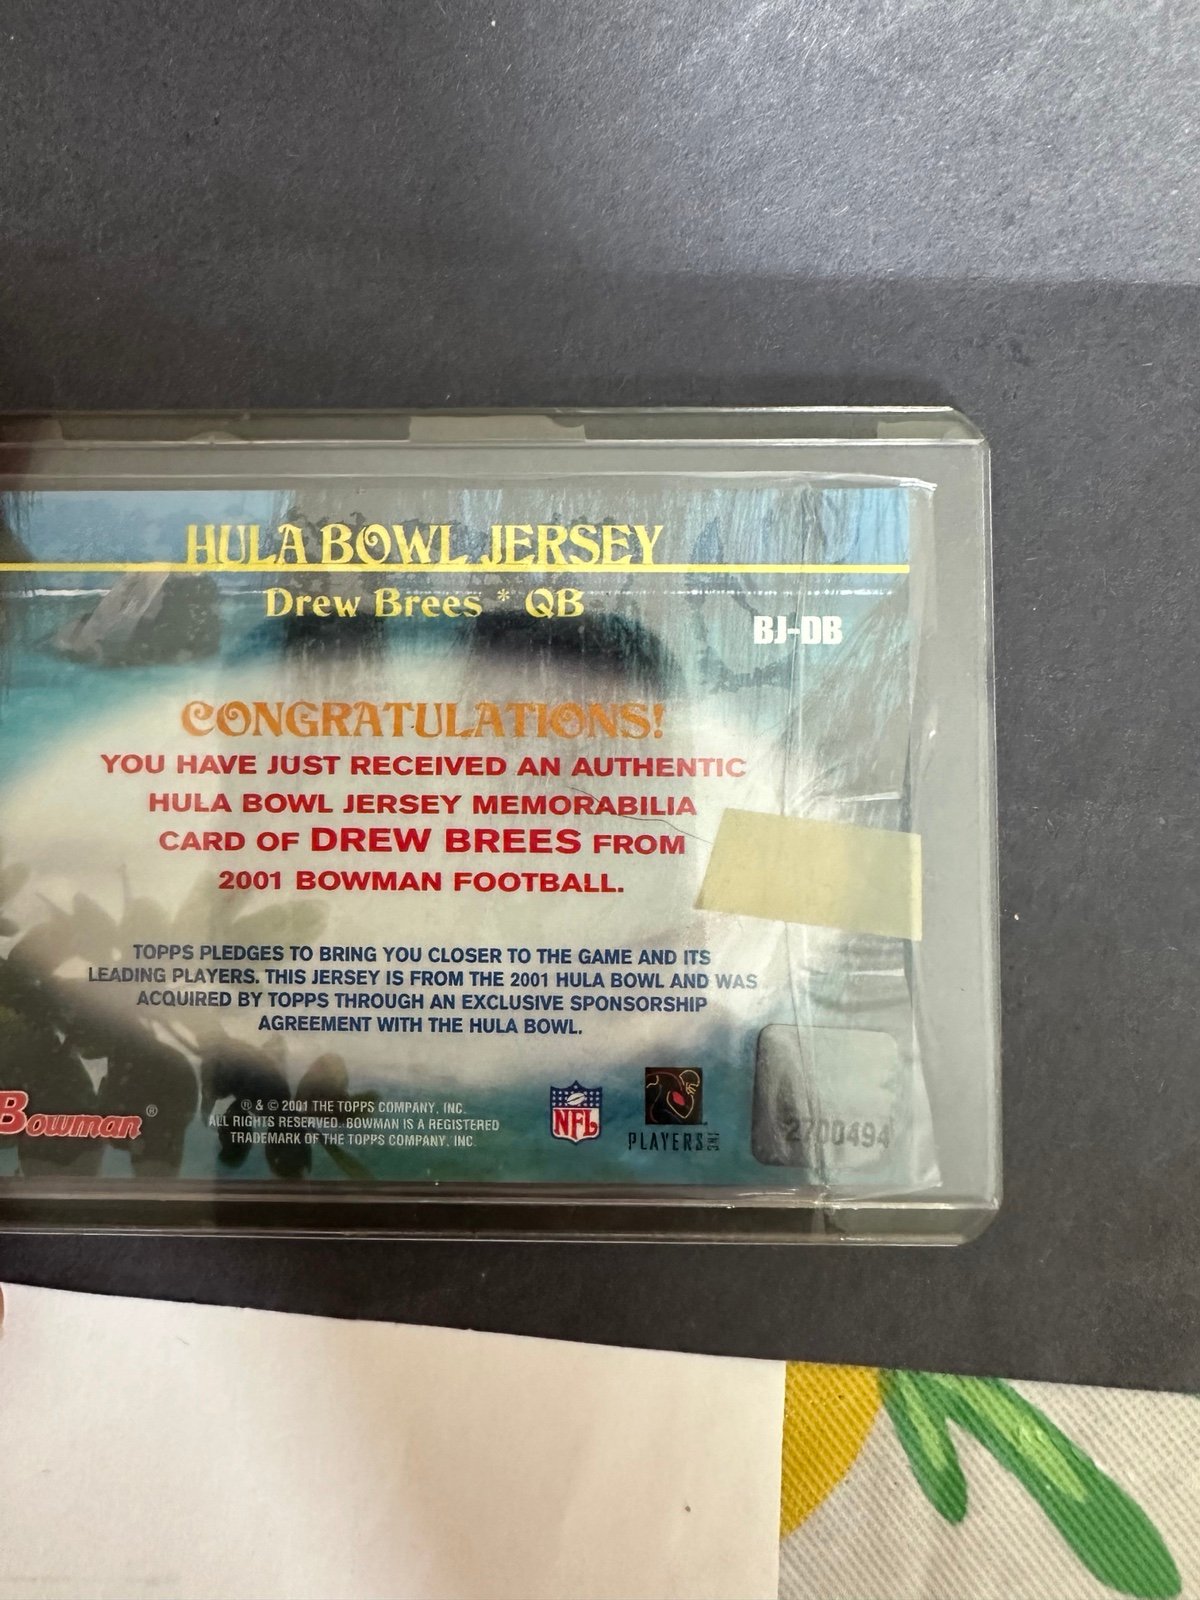 HULA BOWL JERSEY
Drew Brees * QB
BJ-DB
CONGRATULATIONS!
YOU HAVE JUST RECEIVED AN AUTHENTIC
HULA BOWL JERSEY MEMORABILIA
CARD OF DREW BREES FROM
2001 BOWMAN FOOTBALL.
TOPPS PLEDGES TO BRING YOU CLOSER TO THE GAME AND ITS
LEADING PLAYERS. THIS JERSEY IS FROM THE 2001 HULA BOWL AND WAS
ACQUIRED BY TOPPS THROUGH AN EXCLUSIVE SPONSORSHIP
AGREEMENT WITH THE HULA BOWL.
Bowman®
® & © 2001 THE TOPPS COMPANY, INC.
ALL RIGHTS RESERVED. BOWMAN IS A REGISTERED
TRADEMARK OF THE TOPPS COMPANY, INC.
NFL
PLAYERS INC
2700494